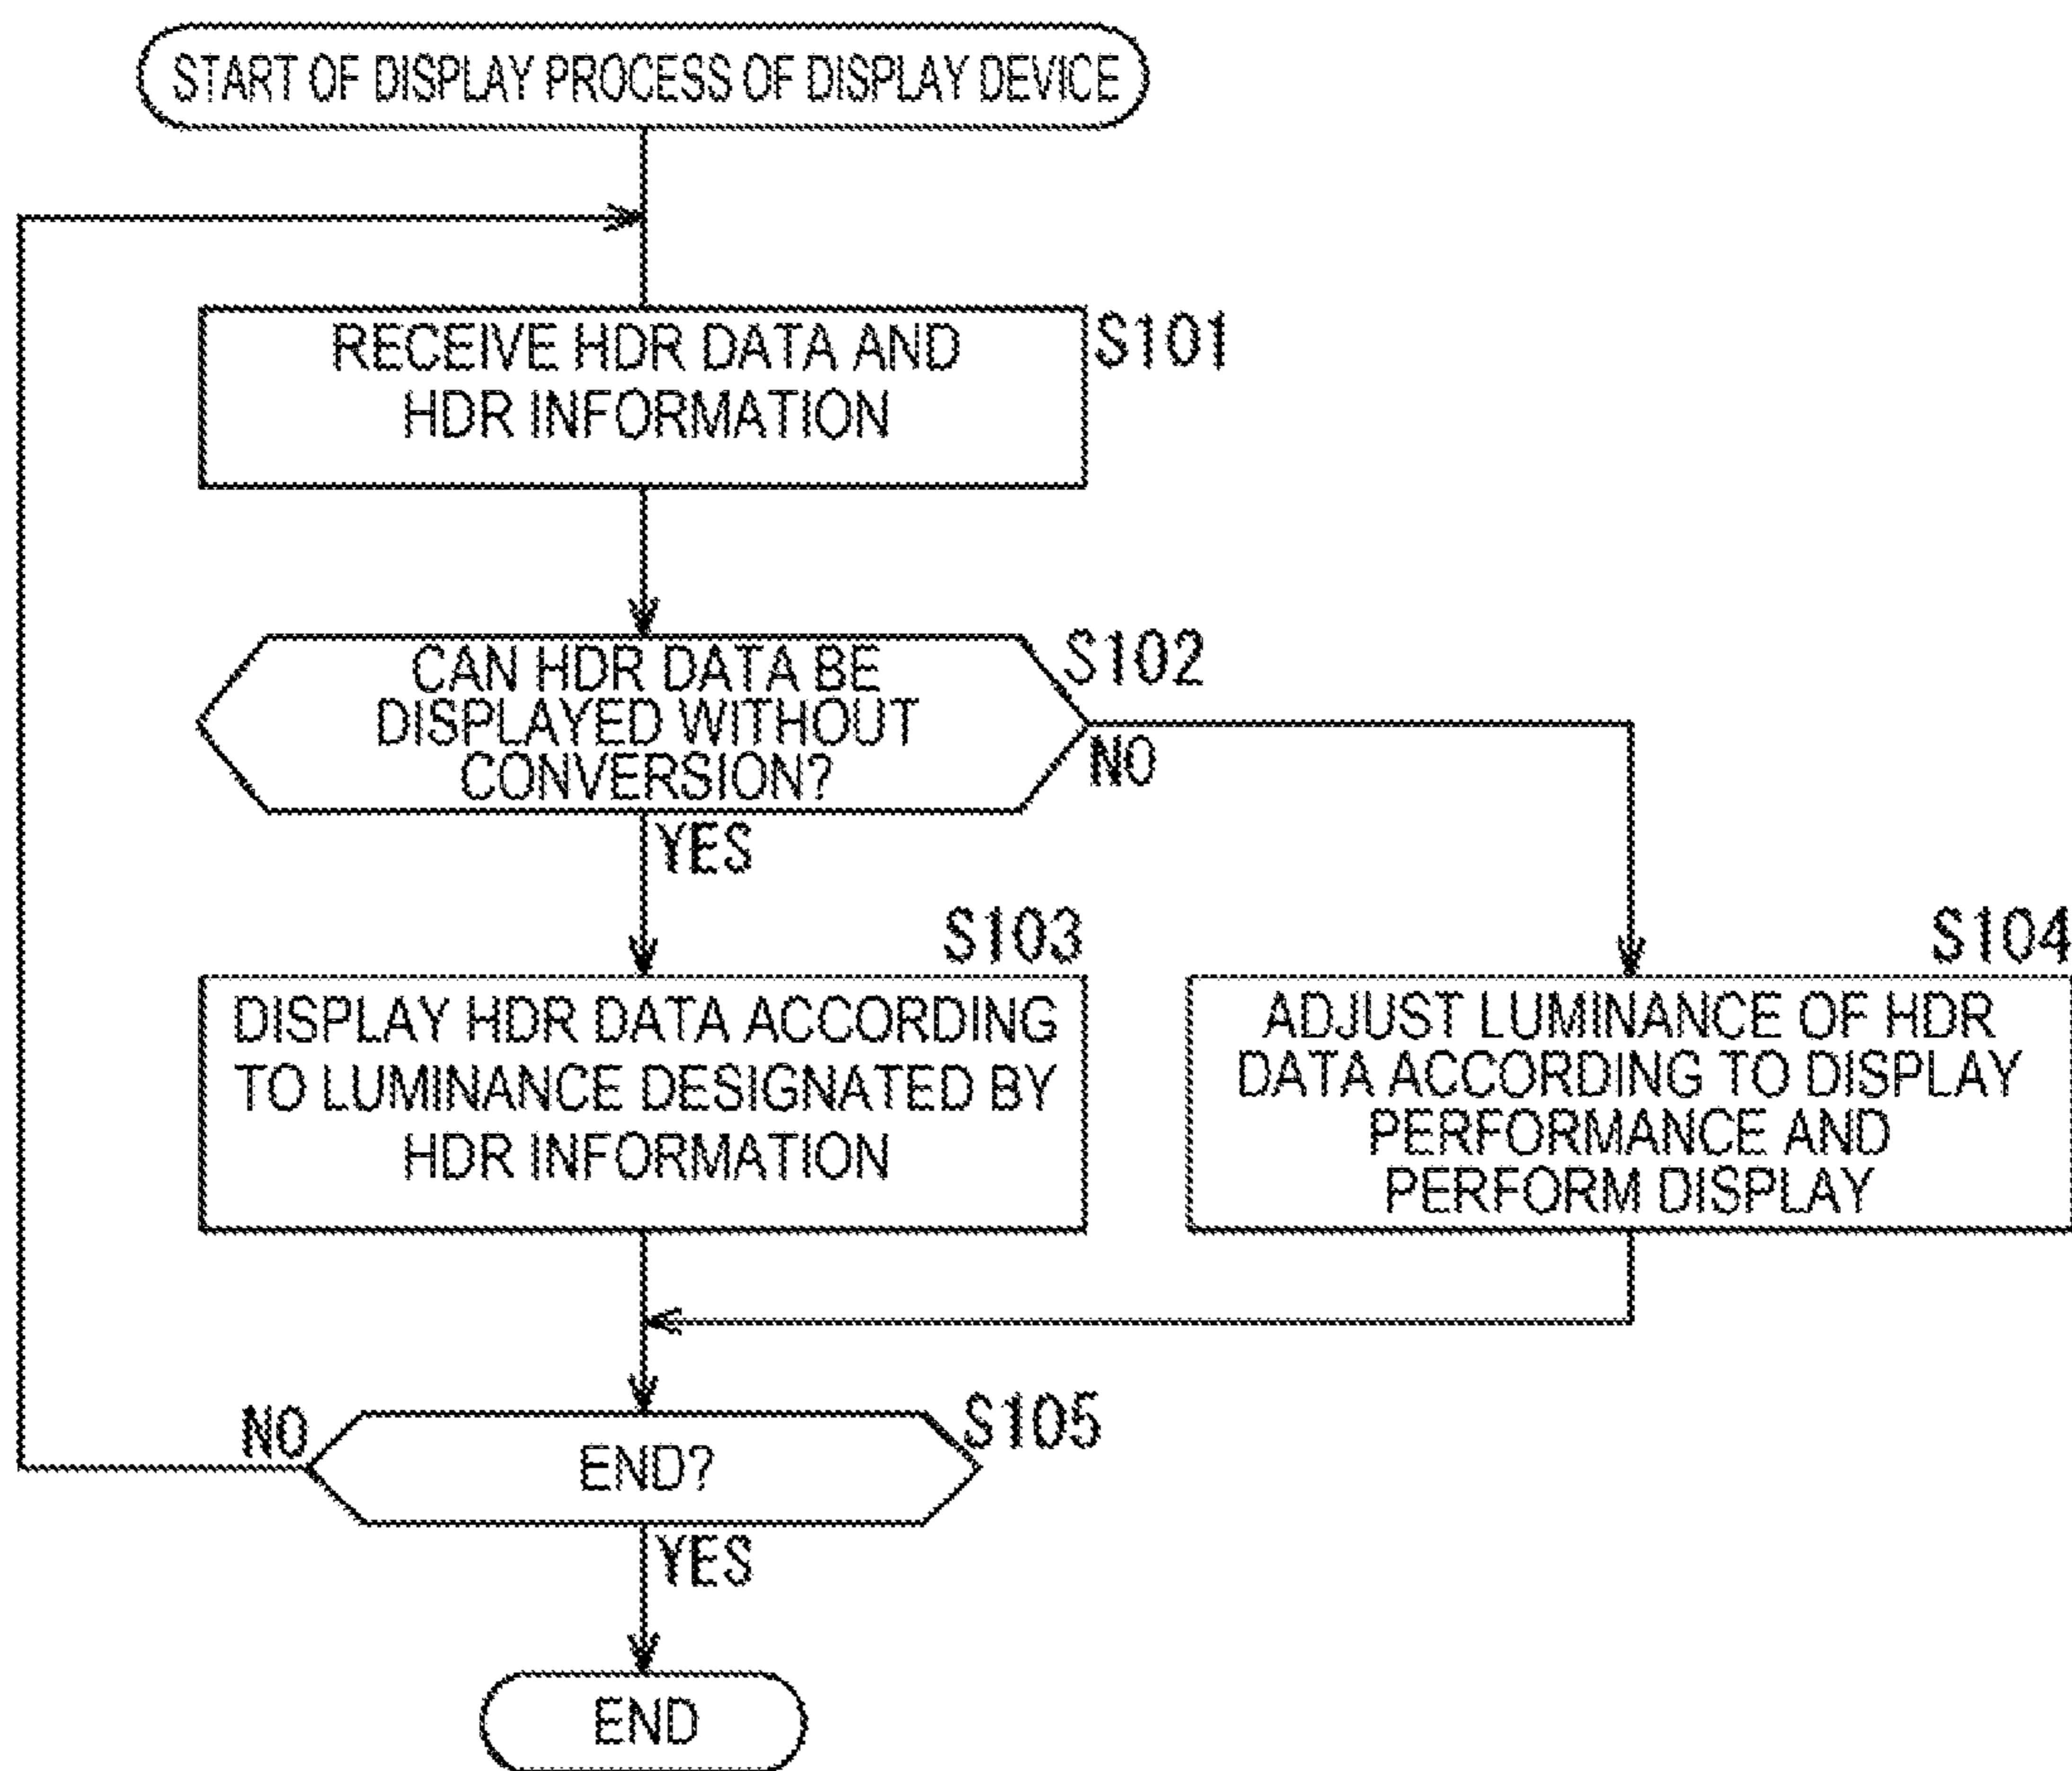 START OF DISPLAY PROCESS OF DISPLAY DEVICE
RECEIVE HDR DATA AND
HDR INFORMATION
S101
CAN HDR DATA BE
DISPLAYED WITHOUT
CONVERSION?
S102
NO
YES
S103
DISPLAY HDR DATA ACCORDING
TO LUMINANCE DESIGNATED BY
HDR INFORMATION
S104
ADJUST LUMINANCE OF HDR
DATA ACCORDING TO DISPLAY
PERFORMANCE AND
PERFORM DISPLAY
NO
END?
S105
YES
END